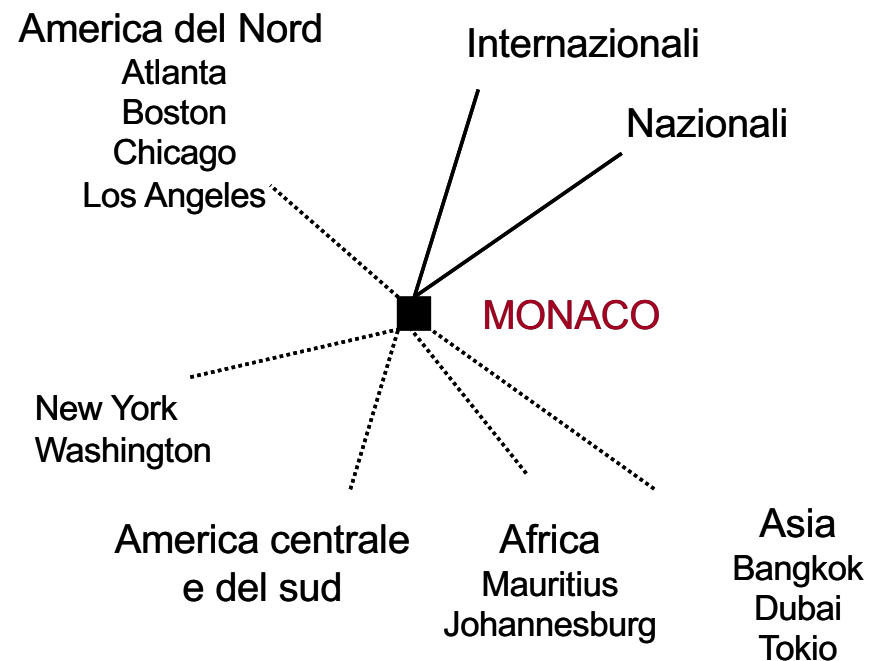 America del Nord
Atlanta
Boston
Chicago
Los Angeles
Internazionali
Nazionali
MONACO
New York
Washington
America centrale
e del sud
Africa
Mauritius
Johannesburg
Asia
Bangkok
Dubai
Tokio